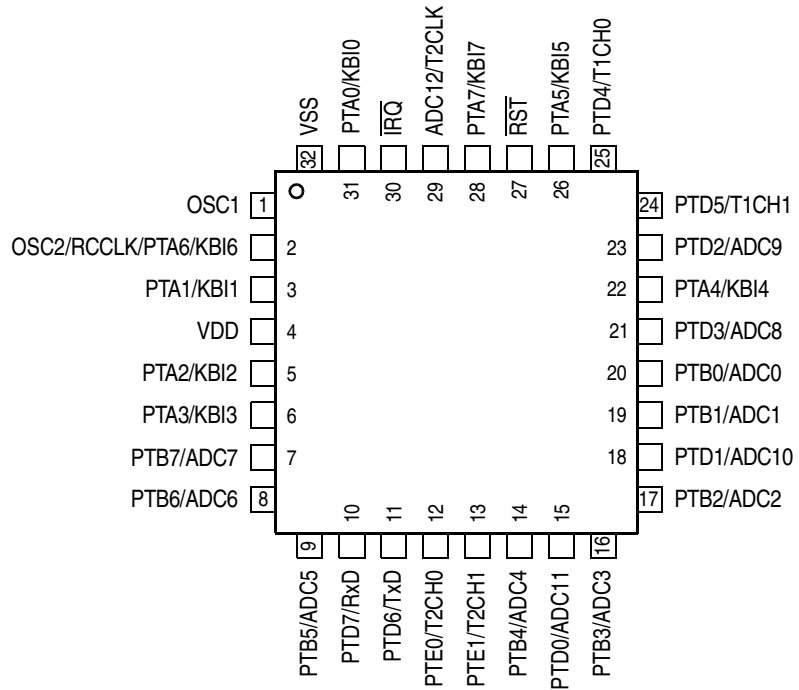 VSS
PTA0/KBI0
IRQ
ADC12/T2CLK
PTA7/KBI7
RST
PTA5/KBI5
PTD4/T1CH0
32
31
30
29
28
27
26
25
OSC1 1
OSC2/RCCLK/PTA6/KBI6 2
PTA1/KBI1 3
VDD 4
PTA2/KBI2 5
PTA3/KBI3 6
PTB7/ADC7 7
PTB6/ADC6 8
24 PTD5/T1CH1
23 PTD2/ADC9
22 PTA4/KBI4
21 PTD3/ADC8
20 PTB0/ADC0
19 PTB1/ADC1
18 PTD1/ADC10
17 PTB2/ADC2
9
10
11
12
13
14
15
16
PTB5/ADC5
PTD7/RxD
PTD6/TxD
PTE0/T2CH0
PTE1/T2CH1
PTB4/ADC4
PTD0/ADC11
PTB3/ADC3